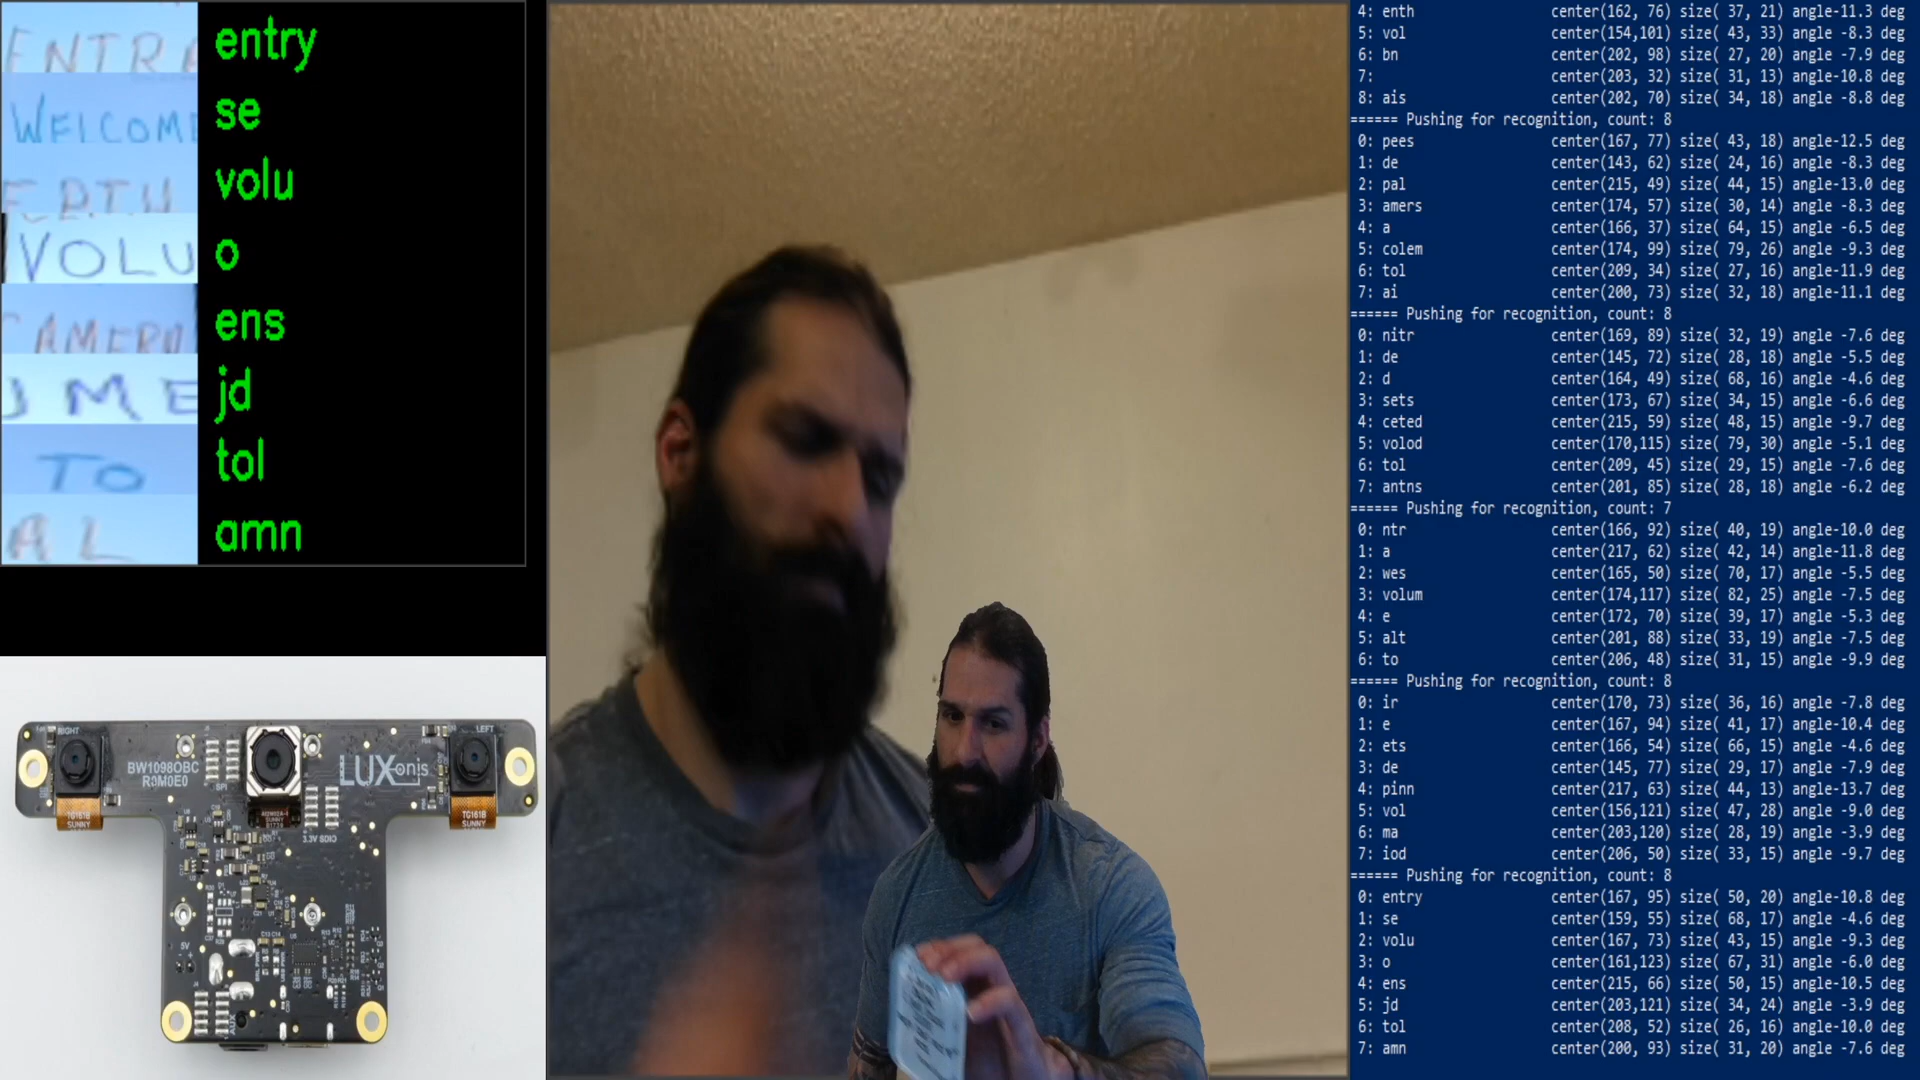 ENTRA entry
WELCOME se
EPTH volu
VOLU o
CAMERA ens
UME jd
TO tol
AL amn
RIGHT
LEFT
BW1098OBC
R0M0E0
LUXonis
SPI
3.3V GPIO
TG161B
SUNNY
TG161B
SUNNY
5V
AUX
4: enth center(162, 76) size( 37, 21) angle-11.3 deg
5: vol center(154,101) size( 43, 33) angle -8.3 deg
6: bn center(202, 98) size( 27, 20) angle -7.9 deg
7: center(203, 32) size( 31, 13) angle-10.8 deg
8: ais center(202, 70) size( 34, 18) angle -8.8 deg
====== Pushing for recognition, count: 8
0: pees center(167, 77) size( 43, 18) angle-12.5 deg
1: de center(143, 62) size( 24, 16) angle -8.3 deg
2: pal center(215, 49) size( 44, 15) angle-13.0 deg
3: amers center(174, 57) size( 30, 14) angle -8.3 deg
4: a center(166, 37) size( 64, 15) angle -6.5 deg
5: colem center(174, 99) size( 79, 26) angle -9.3 deg
6: tol center(209, 34) size( 27, 16) angle-11.9 deg
7: ai center(200, 73) size( 32, 18) angle-11.1 deg
====== Pushing for recognition, count: 8
0: nitr center(169, 89) size( 32, 19) angle -7.6 deg
1: de center(145, 72) size( 28, 18) angle -5.5 deg
2: d center(164, 49) size( 68, 16) angle -4.6 deg
3: sets center(173, 67) size( 34, 15) angle -6.6 deg
4: ceted center(215, 59) size( 48, 15) angle -9.7 deg
5: volod center(170,115) size( 79, 30) angle -5.1 deg
6: tol center(209, 45) size( 29, 15) angle -7.6 deg
7: antns center(201, 85) size( 28, 18) angle -6.2 deg
====== Pushing for recognition, count: 7
0: ntr center(166, 92) size( 40, 19) angle-10.0 deg
1: a center(217, 62) size( 42, 14) angle-11.8 deg
2: wes center(165, 50) size( 70, 17) angle -5.5 deg
3: volum center(174,117) size( 82, 25) angle -7.5 deg
4: e center(172, 70) size( 39, 17) angle -5.3 deg
5: alt center(201, 88) size( 33, 19) angle -7.5 deg
6: to center(206, 48) size( 31, 15) angle -9.9 deg
====== Pushing for recognition, count: 8
0: ir center(170, 73) size( 36, 16) angle -7.8 deg
1: e center(167, 94) size( 41, 17) angle-10.4 deg
2: ets center(166, 54) size( 66, 15) angle -4.6 deg
3: de center(145, 77) size( 29, 17) angle -7.9 deg
4: pinn center(217, 63) size( 44, 13) angle-13.7 deg
5: vol center(156,121) size( 47, 28) angle -9.0 deg
6: ma center(203,120) size( 28, 19) angle -3.9 deg
7: iod center(206, 50) size( 33, 15) angle -9.7 deg
====== Pushing for recognition, count: 8
0: entry center(167, 95) size( 50, 20) angle-10.8 deg
1: se center(159, 55) size( 68, 17) angle -4.6 deg
2: volu center(167, 73) size( 43, 15) angle -9.3 deg
3: o center(161,123) size( 67, 31) angle -6.0 deg
4: ens center(215, 66) size( 50, 15) angle-10.5 deg
5: jd center(203,121) size( 34, 24) angle -3.9 deg
6: tol center(208, 52) size( 26, 16) angle-10.0 deg
7: amn center(200, 93) size( 31, 20) angle -7.6 deg